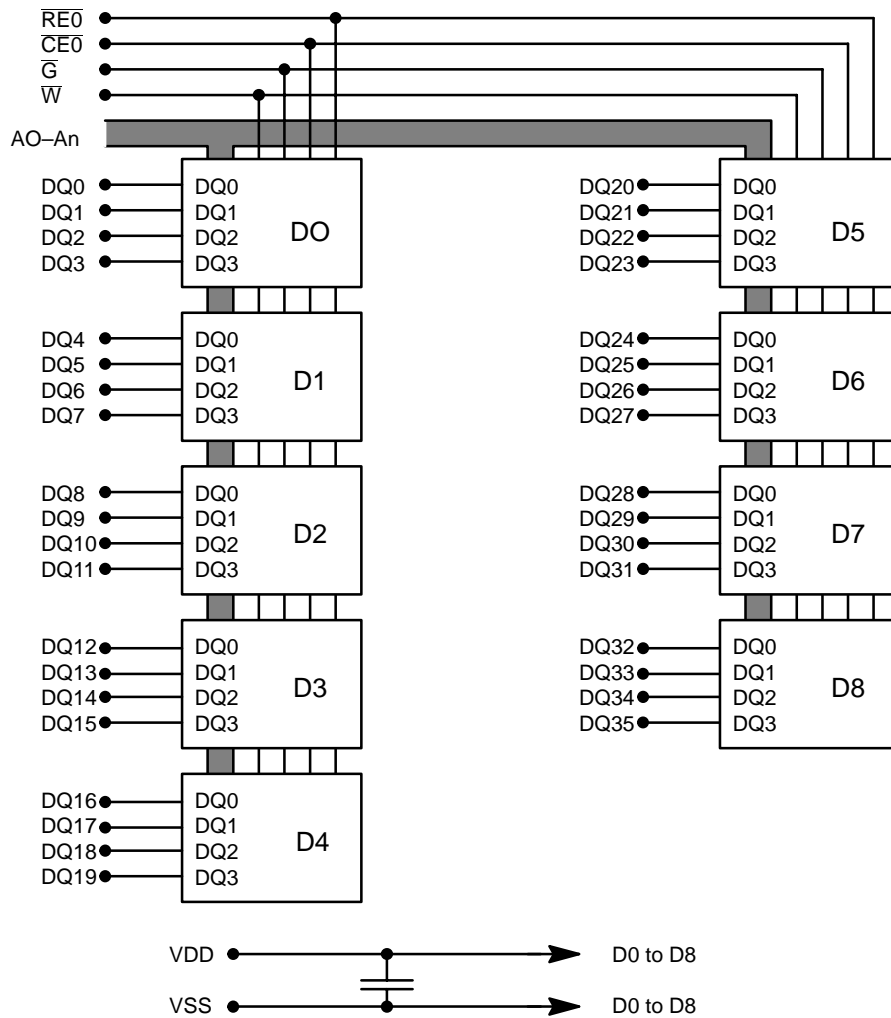 RE0
CE0
G
W
AO–An
DQ0 DQ0
DQ1 DQ1
DQ2 DQ2
DQ3 DQ3
DO
DQ4 DQ0
DQ5 DQ1
DQ6 DQ2
DQ7 DQ3
D1
DQ8 DQ0
DQ9 DQ1
DQ10 DQ2
DQ11 DQ3
D2
DQ12 DQ0
DQ13 DQ1
DQ14 DQ2
DQ15 DQ3
D3
DQ16 DQ0
DQ17 DQ1
DQ18 DQ2
DQ19 DQ3
D4
DQ20 DQ0
DQ21 DQ1
DQ22 DQ2
DQ23 DQ3
D5
DQ24 DQ0
DQ25 DQ1
DQ26 DQ2
DQ27 DQ3
D6
DQ28 DQ0
DQ29 DQ1
DQ30 DQ2
DQ31 DQ3
D7
DQ32 DQ0
DQ33 DQ1
DQ34 DQ2
DQ35 DQ3
D8
VDD D0 to D8
VSS D0 to D8